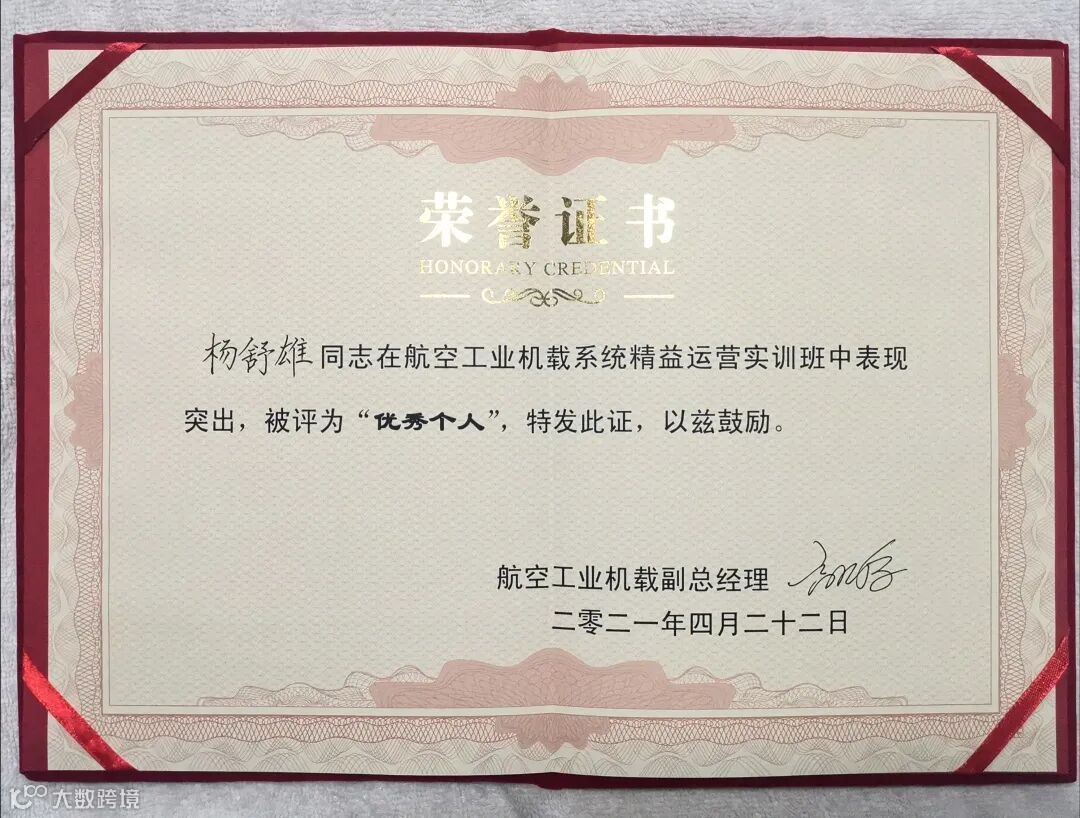 荣誉证书
HONORARY CREDENTIAL
杨舒雄同志在航空工业机载系统精益运营实训班中表现
突出，被评为“优秀个人”，特发此证，以兹鼓励。
航空工业机载副总经理
二零二一年四月二十二日
大数跨境